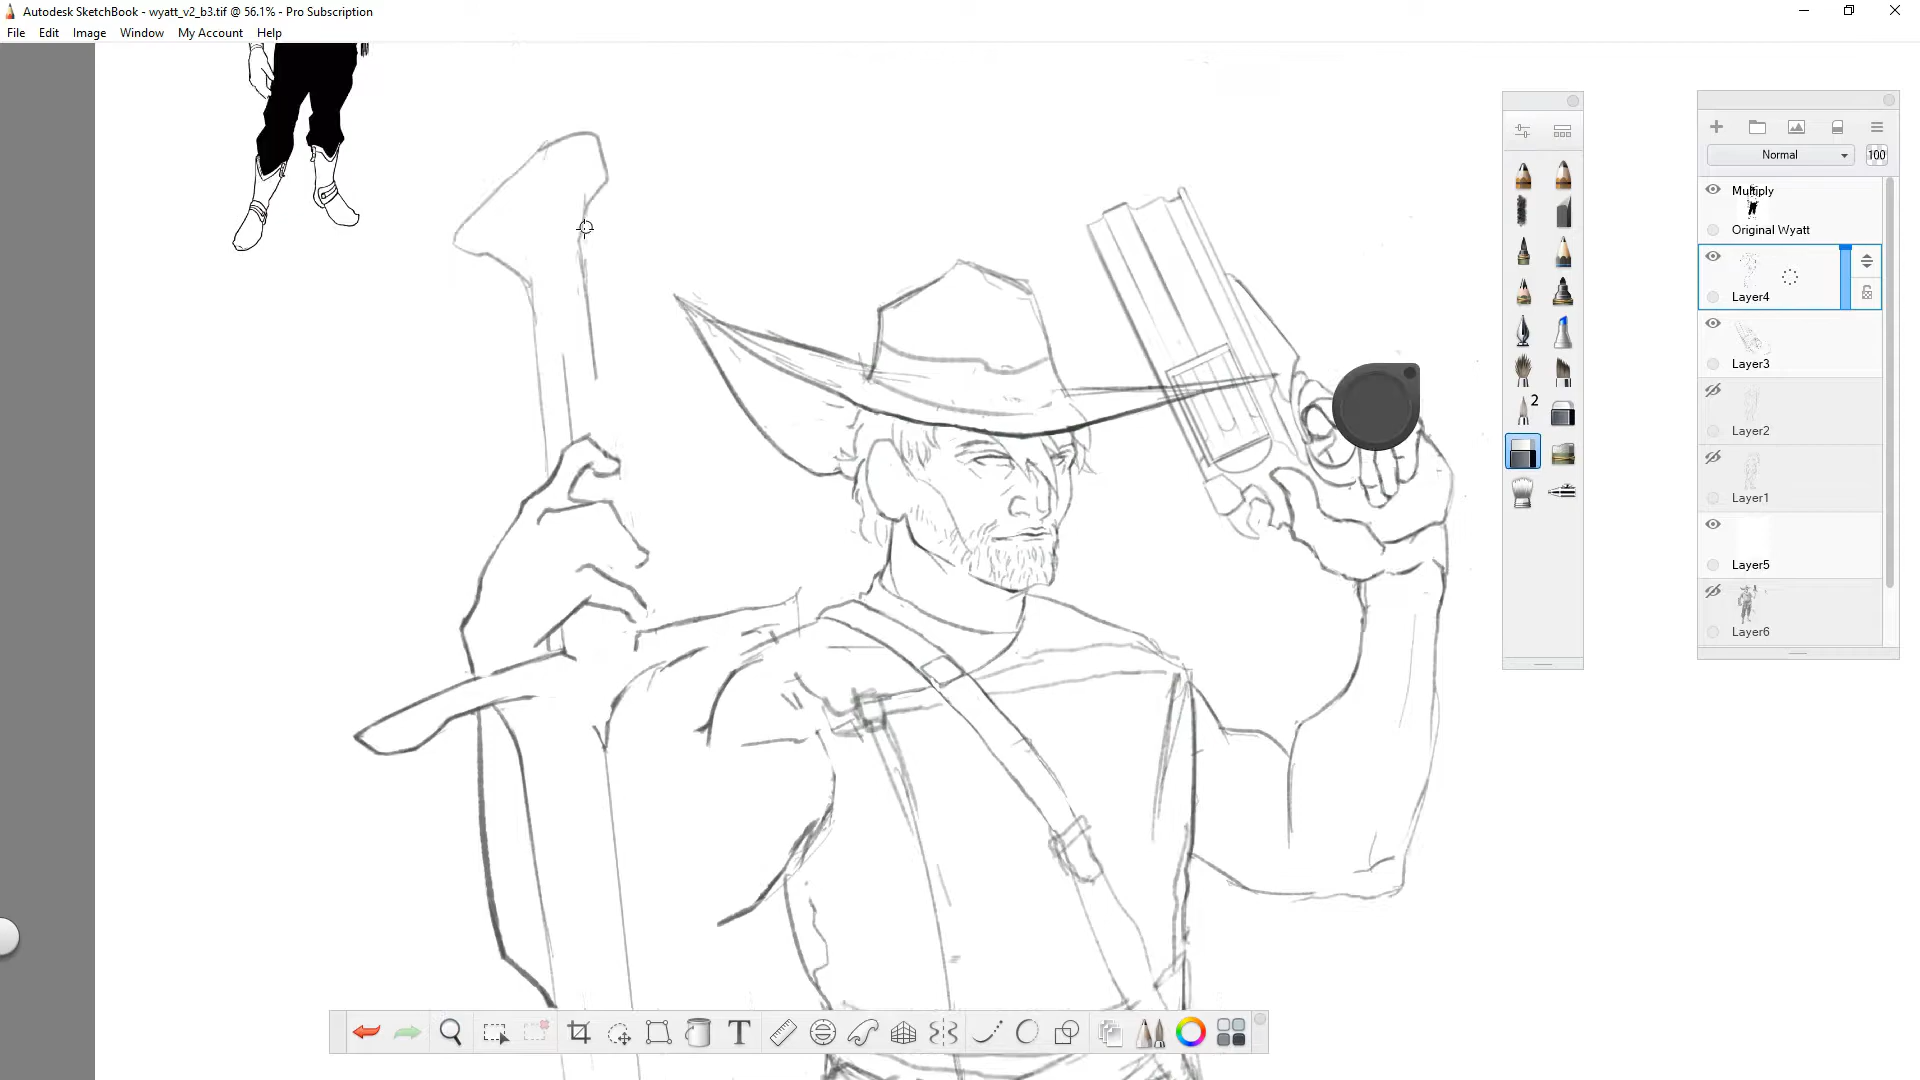 Autodesk SketchBook - wyatt_v2_b3.tif @ 56.1% - Pro Subscription
File Edit Image Window My Account Help
Normal 100
Multiply
Original Wyatt
Layer4
Layer3
Layer2
Layer1
Layer5
Layer6
2
T